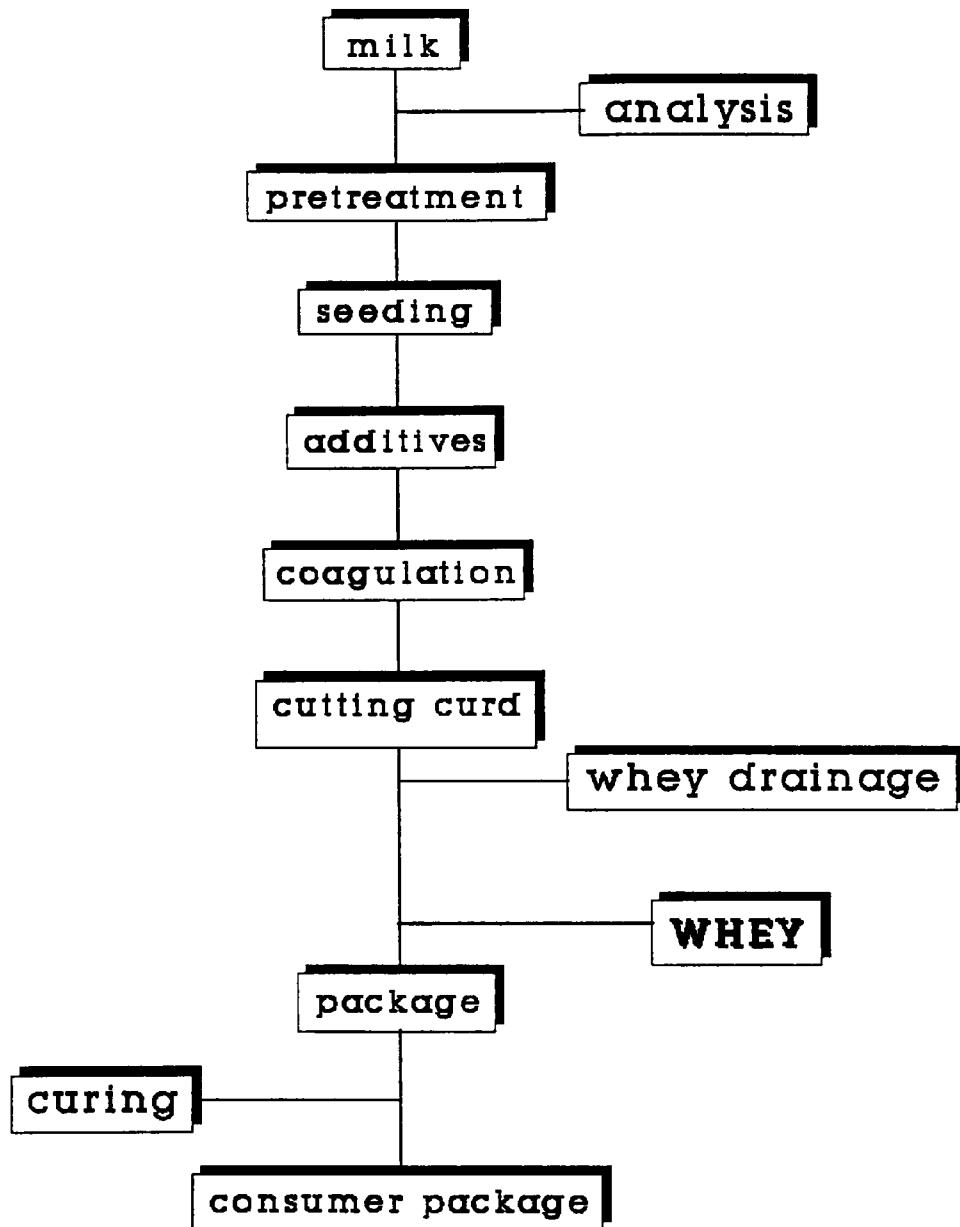 milk
analysis
pretreatment
seeding
additives
coagulation
cutting curd
whey drainage
WHEY
package
curing
consumer package